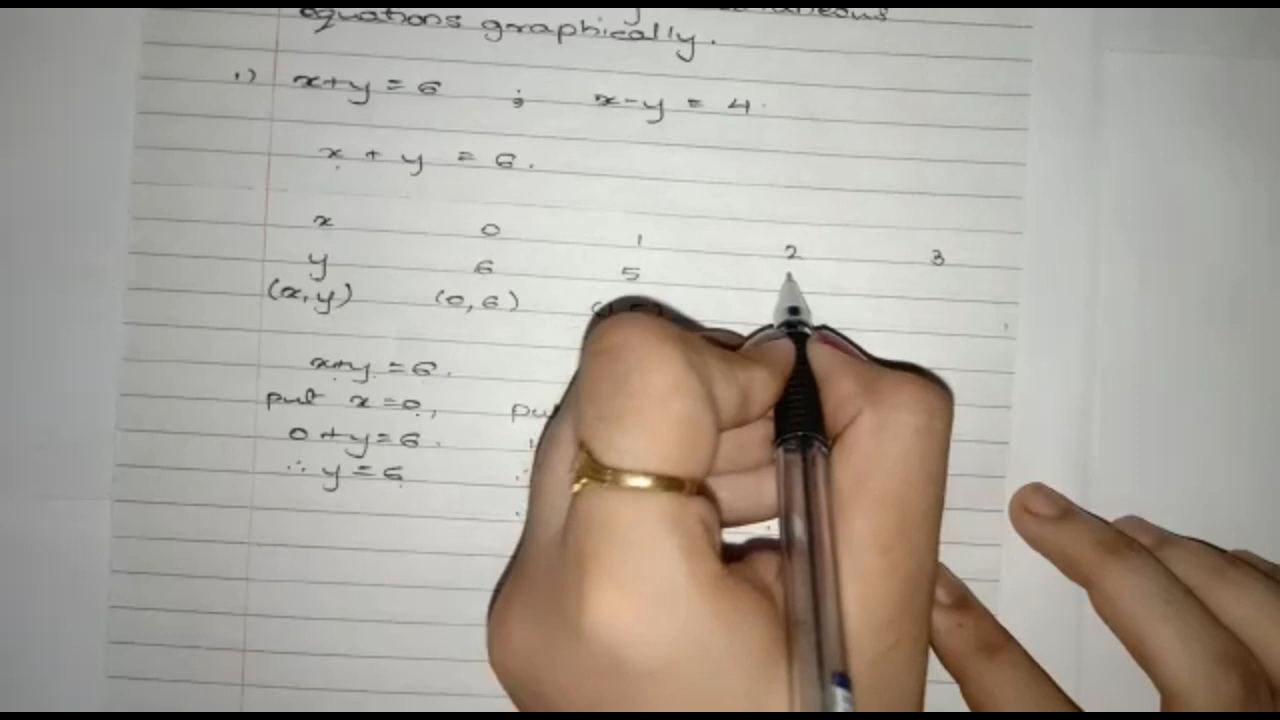 equations graphically.
1) x+y = 6 ; x-y = 4.
x + y = 6.
x 0 1 2 3
y 6 5
(x,y) (0,6)
x+y = 6.
put x=0,
0+y=6.
∴ y = 6